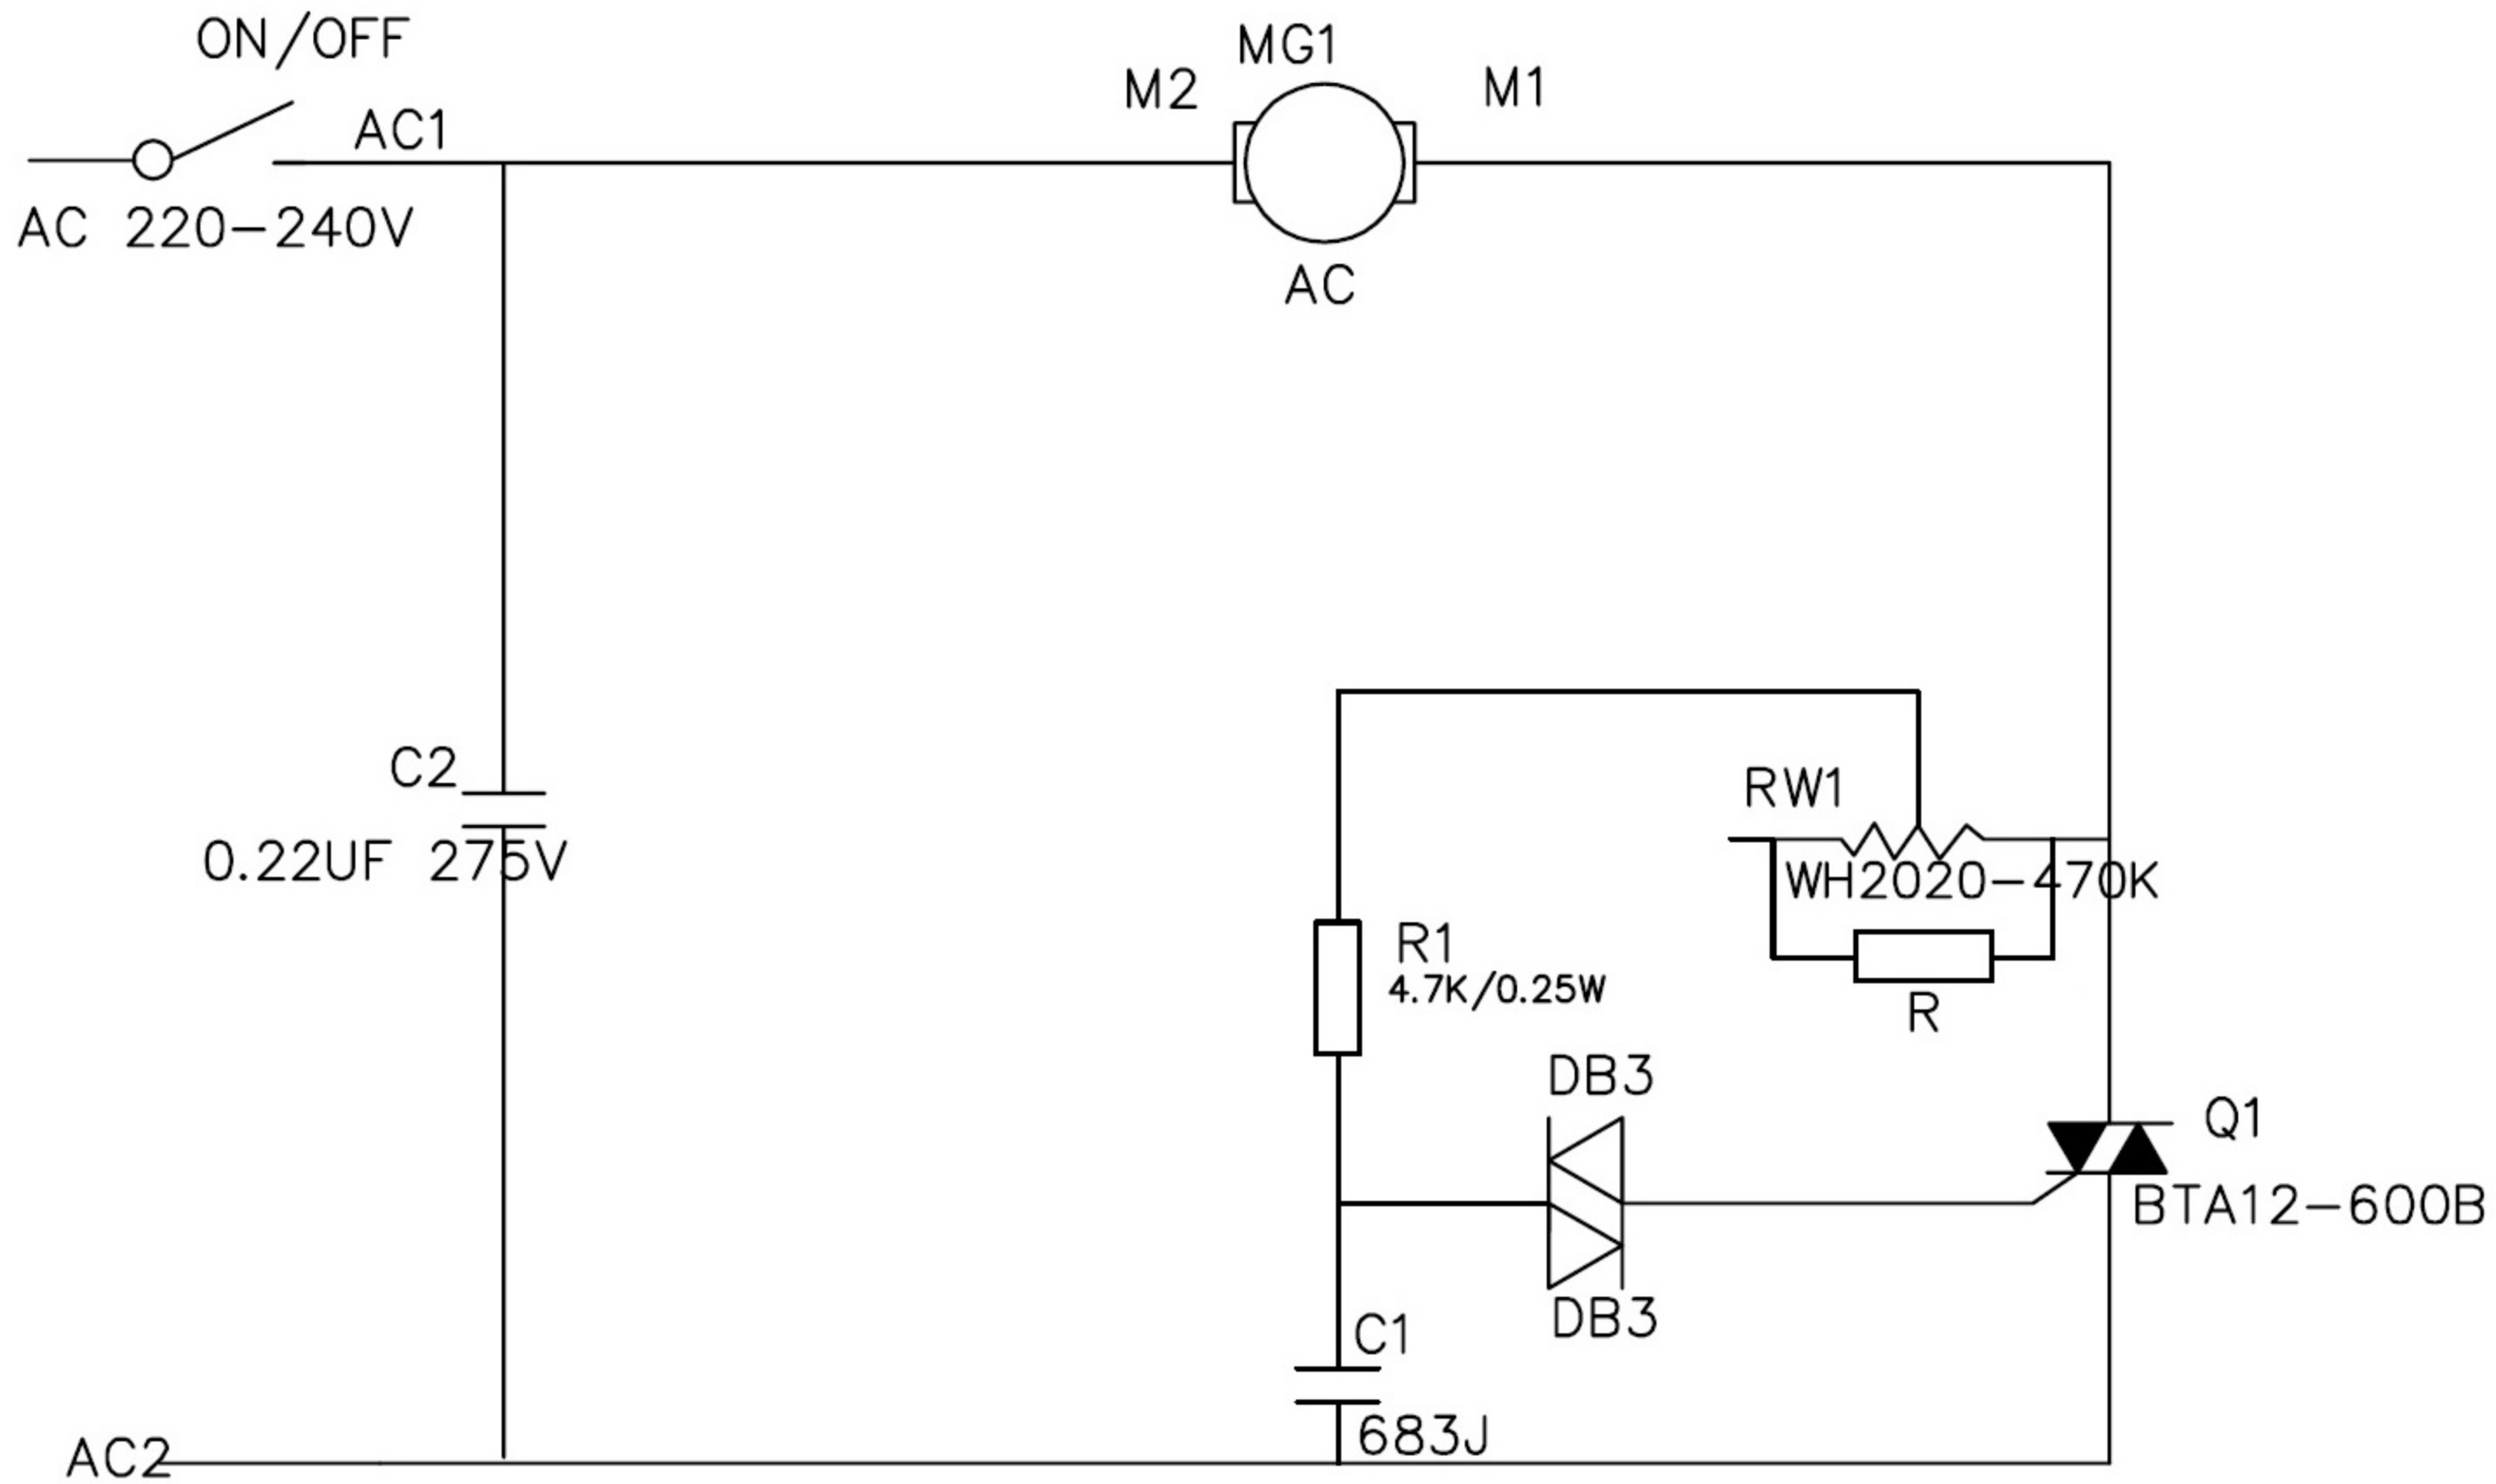 ON/OFF
MG1
M2
M1
AC1
AC 220-240V
AC
C2
RW1
0.22UF 275V
WH2020-470K
R1
4.7K/0.25W
R
DB3
Q1
BTA12-600B
DB3
C1
683J
AC2